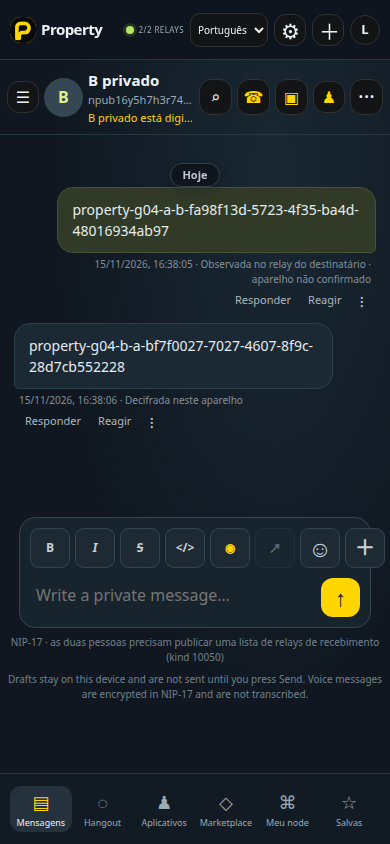 Property
2/2 RELAYS
Português
L
B
B privado
npub16y5h7h3r74...
B privado está digi...
Hoje
property-g04-a-b-fa98f13d-5723-4f35-ba4d-
48016934ab97
15/11/2026, 16:38:05 · Observada no relay do destinatário ·
aparelho não confirmado
Responder Reagir
property-g04-b-a-bf7f0027-7027-4607-8f9c-
28d7cb552228
15/11/2026, 16:38:06 · Decifrada neste aparelho
Responder Reagir
B I S </>
Write a private message...
NIP-17 · as duas pessoas precisam publicar uma lista de relays de recebimento
(kind 10050)
Drafts stay on this device and are not sent until you press Send. Voice messages
are encrypted in NIP-17 and are not transcribed.
Mensagens Hangout Aplicativos Marketplace Meu node Salvas